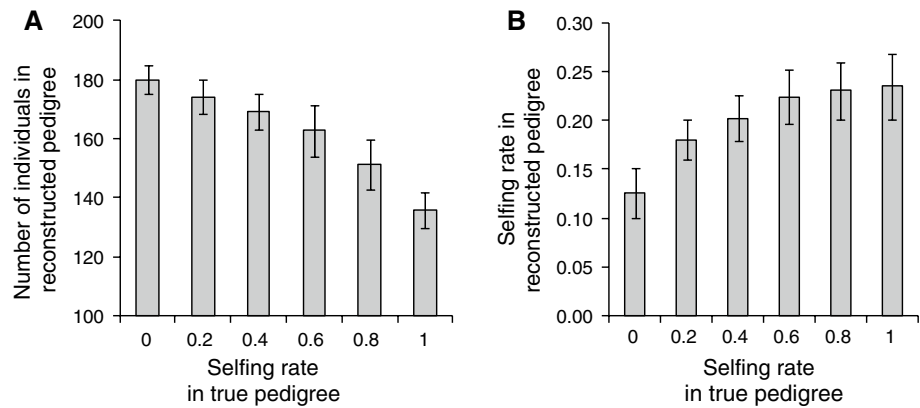 A
Number of individuals in
reconstructed pedigree
200
180
160
140
120
100
0 0.2 0.4 0.6 0.8 1
Selfing rate
in true pedigree
B
Selfing rate in
reconstructed pedigree
0.30
0.25
0.20
0.15
0.10
0.05
0.00
0 0.2 0.4 0.6 0.8 1
Selfing rate
in true pedigree